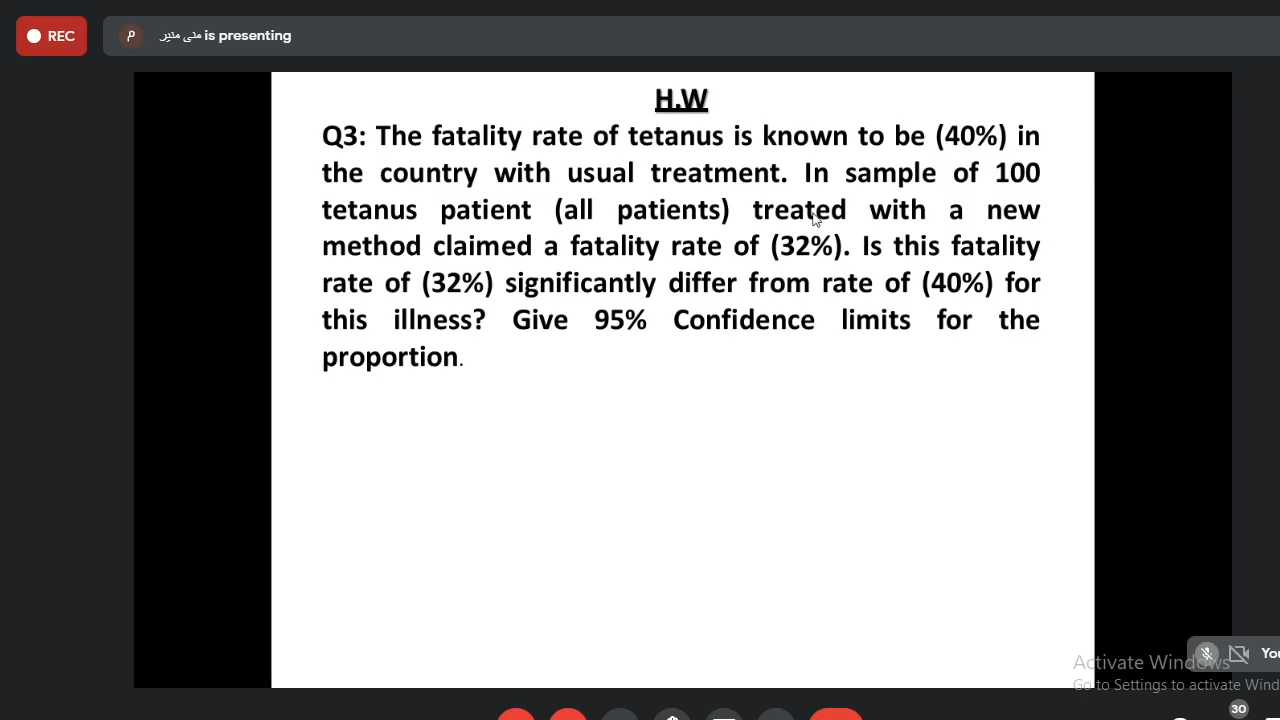 REC
منى منير is presenting
H.W
Q3: The fatality rate of tetanus is known to be (40%) in
the country with usual treatment. In sample of 100
tetanus patient (all patients) treated with a new
method claimed a fatality rate of (32%). Is this fatality
rate of (32%) significantly differ from rate of (40%) for
this illness? Give 95% Confidence limits for the
proportion.
You
Activate Windows
Go to Settings to activate Wind
30